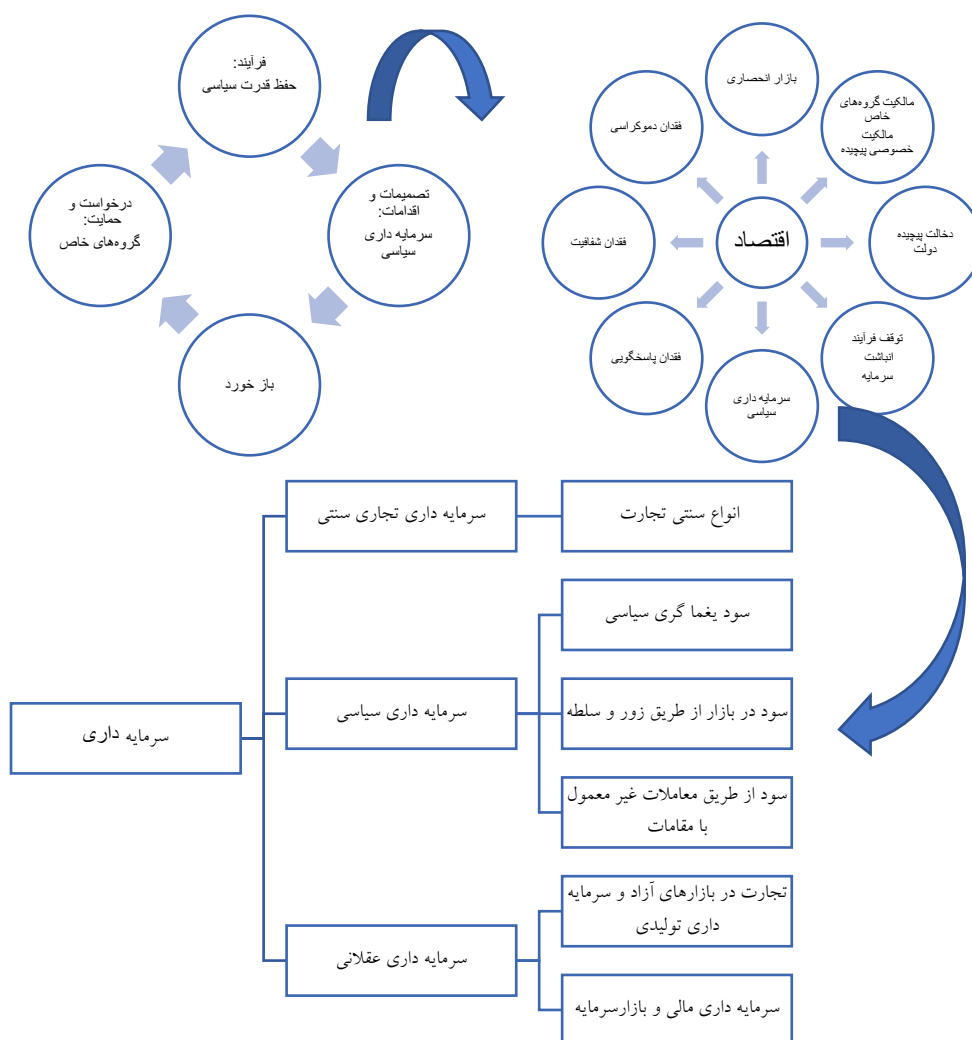 فرآیند:
حفظ قدرت سیاسی
تصمیمات و
اقدامات:
سرمایه داری
سیاسی
باز خورد
درخواست و
حمایت:
گروه‌های خاص
اقتصاد
بازار انحصاری
مالکیت گروه‌های
خاص
مالکیت
خصوصی پیچیده
دخالت پیچیده
دولت
توقف فرآیند
انباشت
سرمایه
سرمایه داری
سیاسی
فقدان پاسخگویی
فقدان شفافیت
فقدان دموکراسی
سرمایه داری
سرمایه داری تجاری سنتی
انواع سنتی تجارت
سرمایه داری سیاسی
سود یغما گری سیاسی
سود در بازار از طریق زور و سلطه
سود از طریق معاملات غیر معمول
با مقامات
سرمایه داری عقلانی
تجارت در بازارهای آزاد و سرمایه
داری تولیدی
سرمایه داری مالی و بازارسرمایه